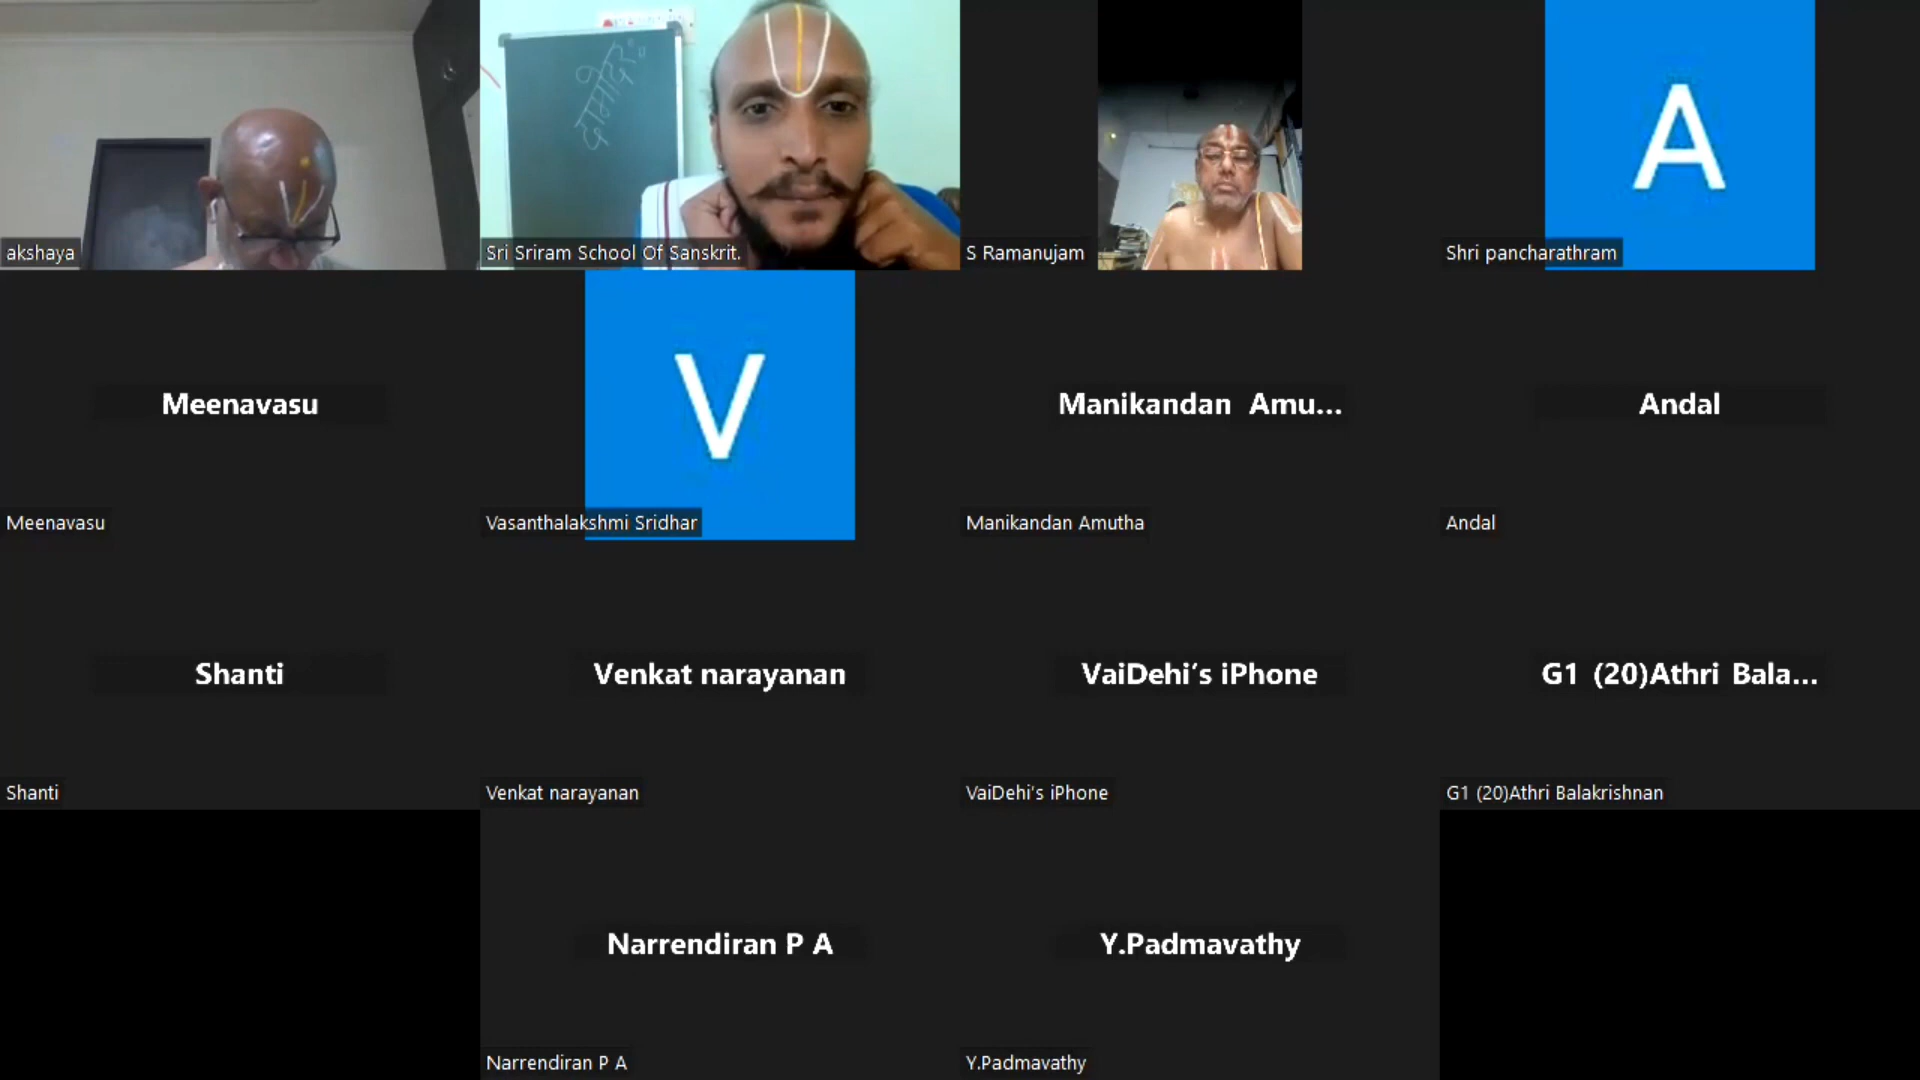 दामोदरः
akshaya
Sri Sriram School Of Sanskrit.
S Ramanujam
A
Shri pancharathram
Meenavasu
V
Manikandan Amu...
Andal
Meenavasu
Vasanthalakshmi Sridhar
Manikandan Amutha
Andal
Shanti
Venkat narayanan
VaiDehi's iPhone
G1 (20)Athri Bala...
Shanti
Venkat narayanan
VaiDehi's iPhone
G1 (20)Athri Balakrishnan
Narrendiran P A
Y.Padmavathy
Narrendiran P A
Y.Padmavathy